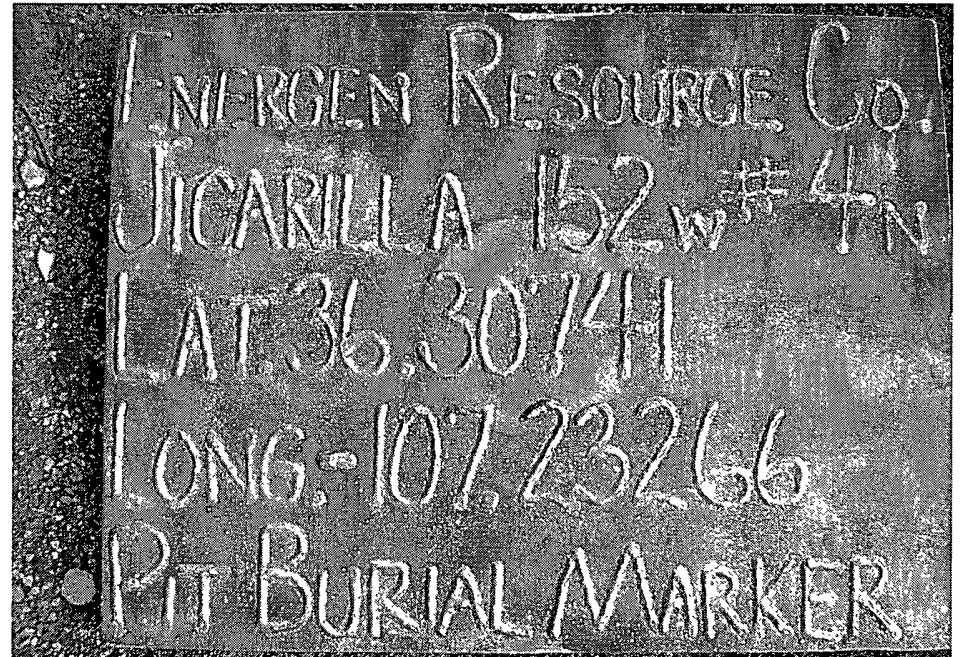 ENERGEN RESOURCE CO.
JICARILLA 152W #4N
LAT. 36.30741
LONG. -107.23266
PIT BURIAL MARKER